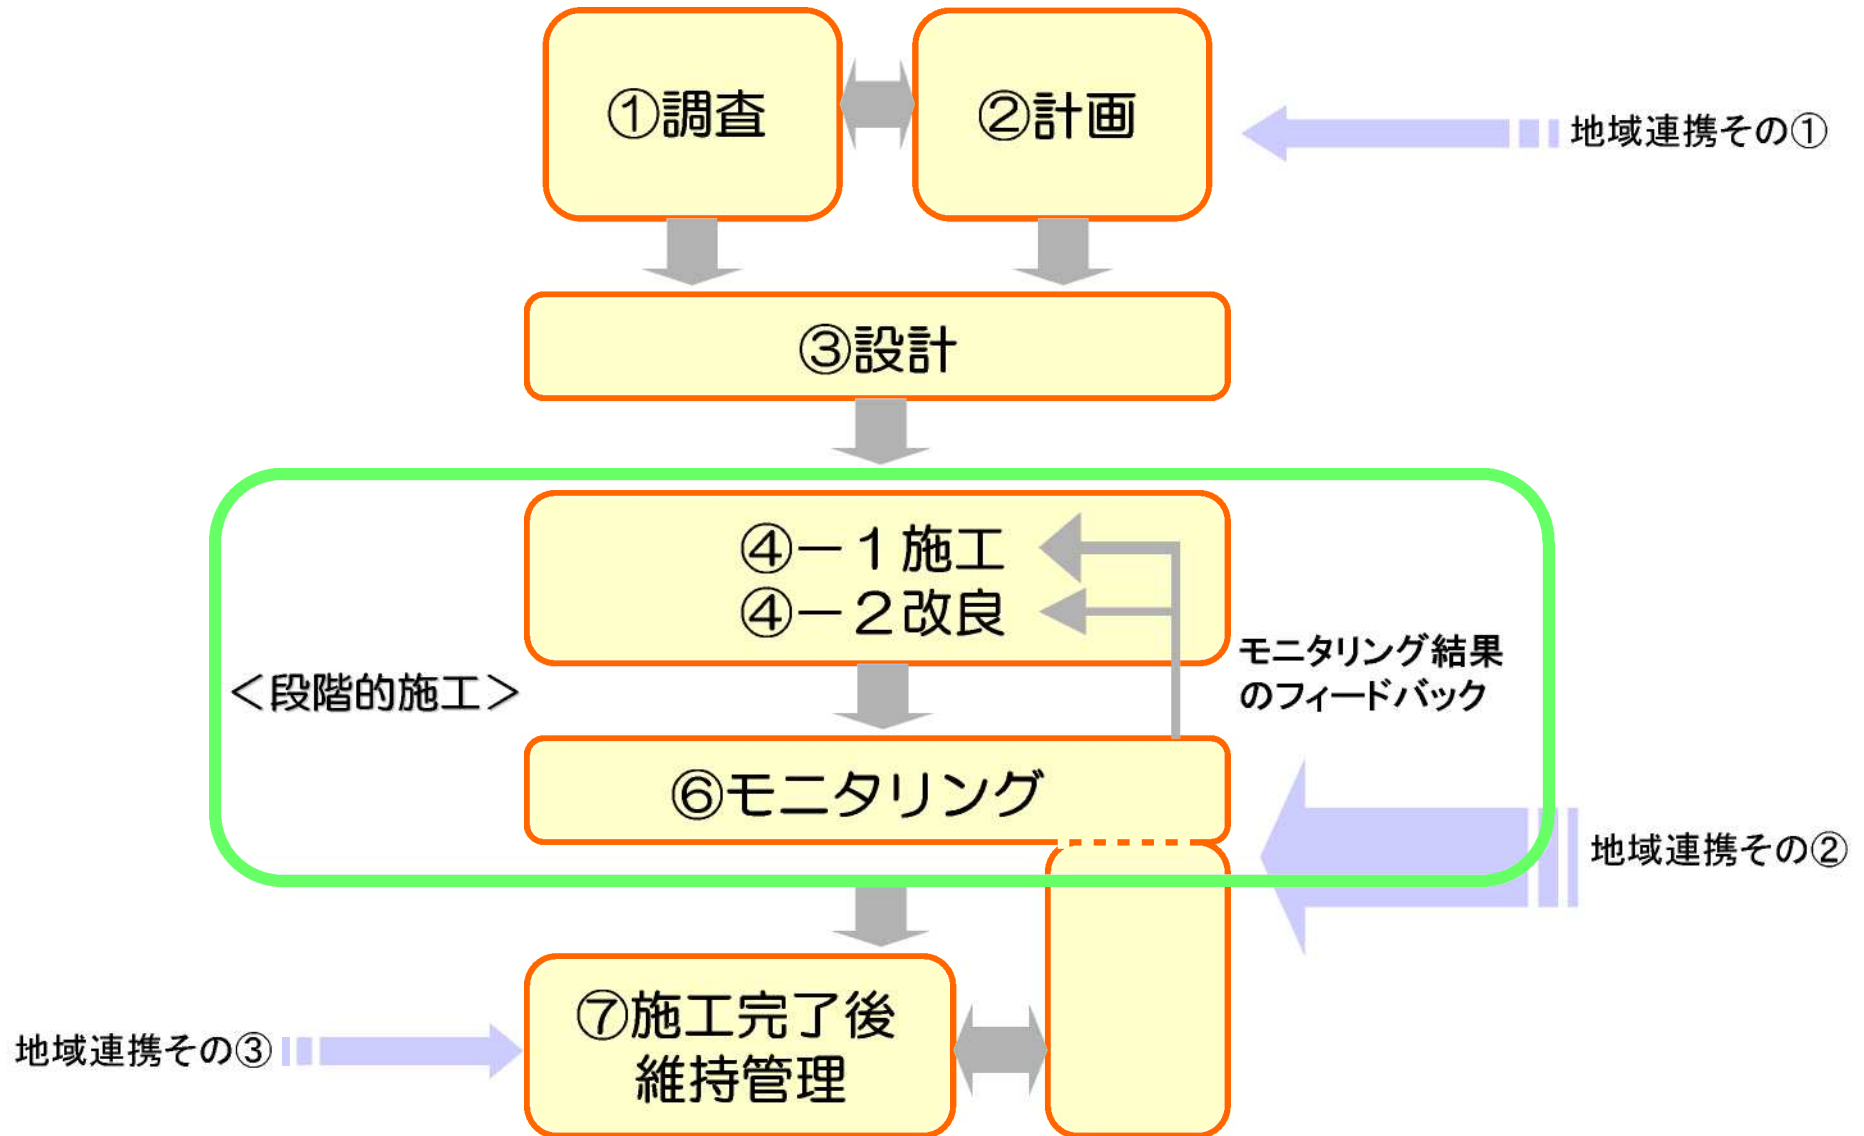 ①調査
②計画
地域連携その①
③設計
④－１施工
④－２改良
モニタリング結果
のフィードバック
＜段階的施工＞
⑥モニタリング
地域連携その②
⑦施工完了後
維持管理
地域連携その③